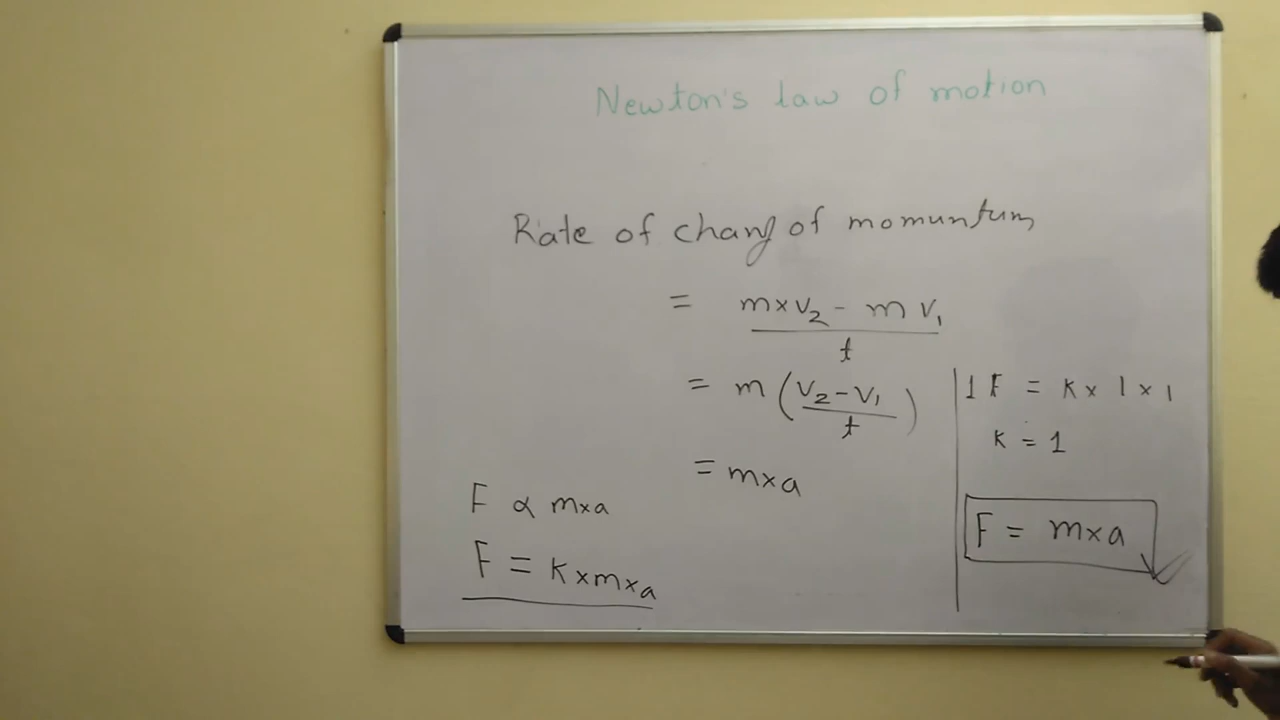 Newton's law of motion
Rate of chang of momuntum
= m×v₂ - m v₁ / t
= m (v₂ - v₁ / t)
= m×a
F ∝ m×a
F = K×m×a
1 F = K × 1 × 1
K = 1
F = m×a